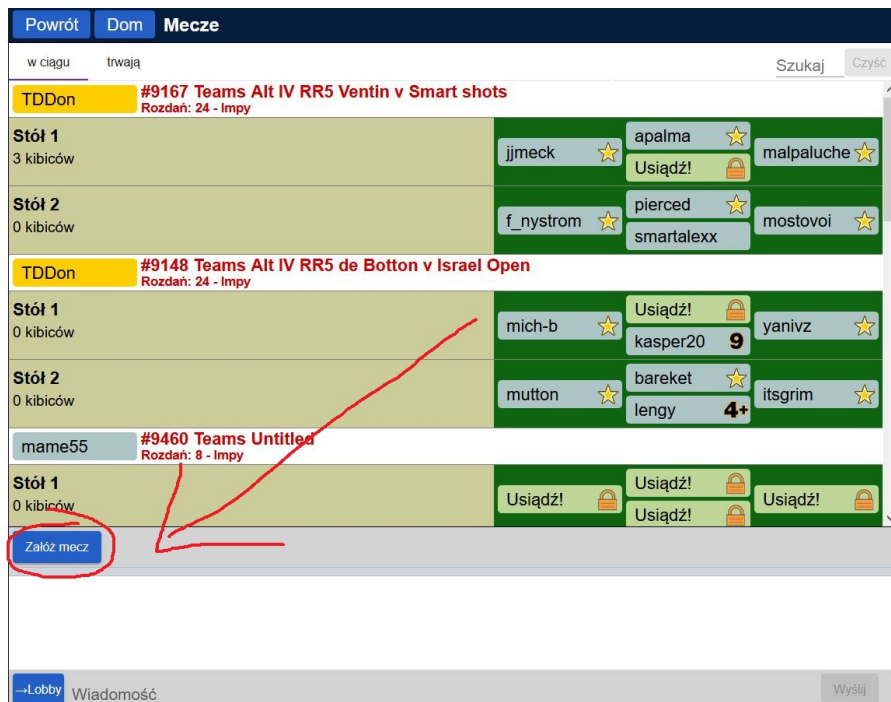 Powrót Dom Mecze
w ciągu trwają Szukaj Czyść
TDDon #9167 Teams Alt IV RR5 Ventin v Smart shots
Rozdań: 24 - Impy
Stół 1
3 kibiców
jjmeck
apalma
Usiądź!
malpaluche
Stół 2
0 kibiców
f_nystrom
pierced
smartalexx
mostovoi
TDDon #9148 Teams Alt IV RR5 de Botton v Israel Open
Rozdań: 24 - Impy
Stół 1
0 kibiców
mich-b
Usiądź!
kasper20 9
yanivz
Stół 2
0 kibiców
mutton
bareket
lengy 4+
itsgrim
mame55 #9460 Teams Untitled
Rozdań: 8 - Impy
Stół 1
0 kibiców
Usiądź!
Usiądź!
Usiądź!
Usiądź!
Załóż mecz
→Lobby Wiadomość Wyślij